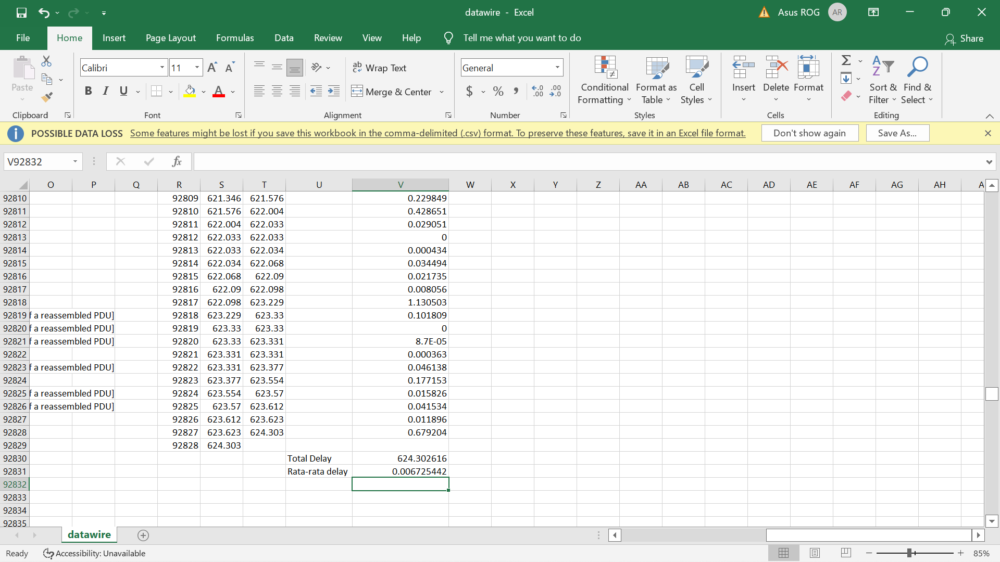 datawire - Excel
Asus ROG AR
File Home Insert Page Layout Formulas Data Review View Help Tell me what you want to do Share
Paste
Clipboard
Calibri 11
B I U
Font
Wrap Text
Merge & Center
Alignment
General
$ % , .0 .00 .00 .0
Number
Conditional Formatting
Format as Table
Cell Styles
Styles
Insert Delete Format
Cells
Sort & Filter
Find & Select
Editing
POSSIBLE DATA LOSS Some features might be lost if you save this workbook in the comma-delimited (.csv) format. To preserve these features, save it in an Excel file format. Don't show again Save As...
V92832 fx
O P Q R S T U V W X Y Z AA AB AC AD AE AF AG AH A
92810 92809 621.346 621.576 0.229849
92811 92810 621.576 622.004 0.428651
92812 92811 622.004 622.033 0.029051
92813 92812 622.033 622.033 0
92814 92813 622.033 622.034 0.000434
92815 92814 622.034 622.068 0.034494
92816 92815 622.068 622.09 0.021735
92817 92816 622.09 622.098 0.008056
92818 92817 622.098 623.229 1.130503
92819 f a reassembled PDU] 92818 623.229 623.33 0.101809
92820 f a reassembled PDU] 92819 623.33 623.33 0
92821 f a reassembled PDU] 92820 623.33 623.331 8.7E-05
92822 92821 623.331 623.331 0.000363
92823 f a reassembled PDU] 92822 623.331 623.377 0.046138
92824 92823 623.377 623.554 0.177153
92825 f a reassembled PDU] 92824 623.554 623.57 0.015826
92826 f a reassembled PDU] 92825 623.57 623.612 0.041534
92827 92826 623.612 623.623 0.011896
92828 92827 623.623 624.303 0.679204
92829 92828 624.303
92830 Total Delay 624.302616
92831 Rata-rata delay 0.006725442
92832
92833
92834
92835
datawire
Ready Accessibility: Unavailable 85%